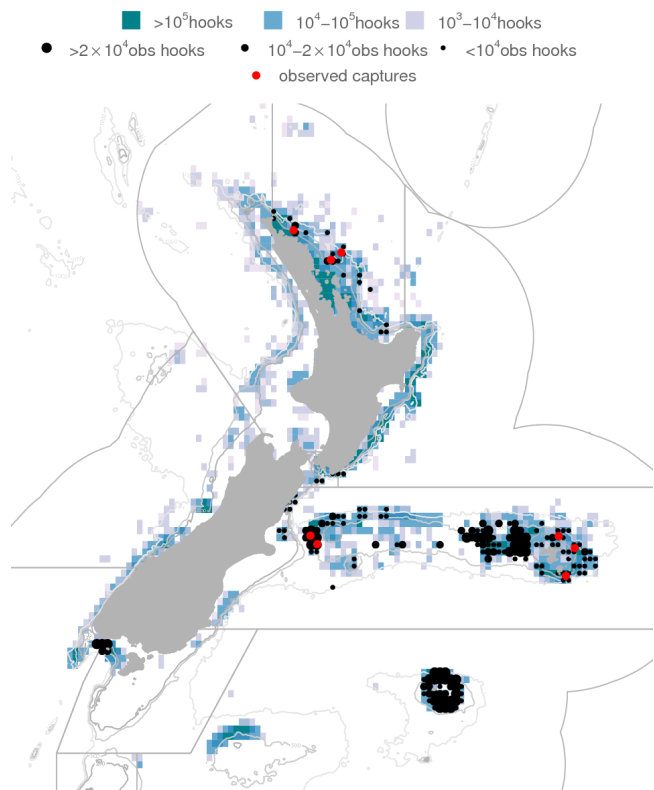 >10⁵hooks 10⁴−10⁵hooks 10³−10⁴hooks
>2×10⁴obs hooks 10⁴−2×10⁴obs hooks <10⁴obs hooks
observed captures